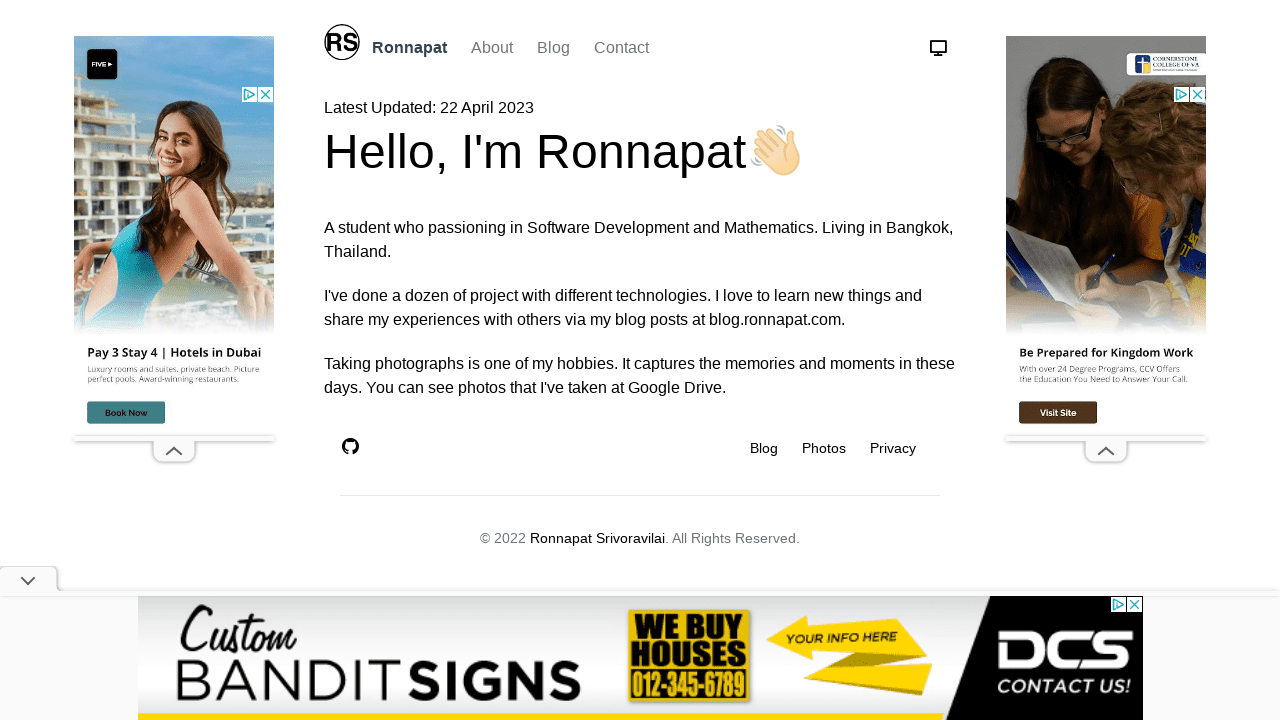 RS Ronnapat About Blog Contact
Latest Updated: 22 April 2023
Hello, I'm Ronnapat
A student who passioning in Software Development and Mathematics. Living in Bangkok,
Thailand.
I've done a dozen of project with different technologies. I love to learn new things and
share my experiences with others via my blog posts at blog.ronnapat.com.
Taking photographs is one of my hobbies. It captures the memories and moments in these
days. You can see photos that I've taken at Google Drive.
Blog Photos Privacy
© 2022 Ronnapat Srivoravilai. All Rights Reserved.
FIVE
Pay 3 Stay 4 | Hotels in Dubai
Luxury rooms and suites, private beach. Picture
perfect pools. Award-winning restaurants.
Book Now
CORNERSTONE
COLLEGE OF VA
Be Prepared for Kingdom Work
With over 24 Degree Programs, CCV Offers
the Education You Need to Answer Your Call.
Visit Site
Custom
BANDITSIGNS
WE BUY
HOUSES
012-345-6789
YOUR INFO HERE
DCS
CONTACT US!